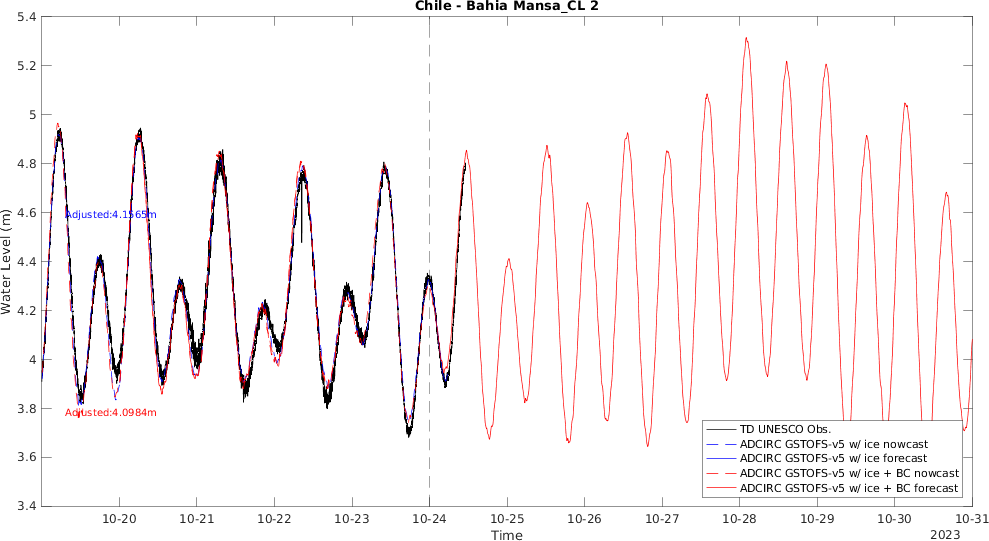 Chile - Bahia Mansa_CL 2
Water Level (m)
5.4
5.2
5
4.8
4.6
4.4
4.2
4
3.8
3.6
3.4
Adjusted:4.1565m
Adjusted:4.0984m
TD UNESCO Obs.
ADCIRC GSTOFS-v5 w/ ice nowcast
ADCIRC GSTOFS-v5 w/ ice forecast
ADCIRC GSTOFS-v5 w/ ice + BC nowcast
ADCIRC GSTOFS-v5 w/ ice + BC forecast
10-20 10-21 10-22 10-23 10-24 10-25 10-26 10-27 10-28 10-29 10-30 10-31
Time
2023